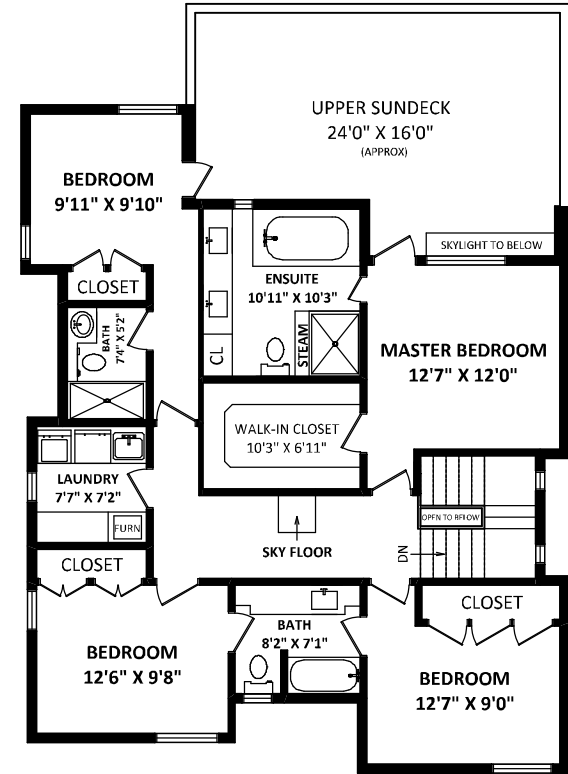 UPPER SUNDECK
24'0" X 16'0"
(APPROX)
BEDROOM
9'11" X 9'10"
SKYLIGHT TO BELOW
CLOSET
ENSUITE
10'11" X 10'3"
BATH
7'4" X 5'2"
STEAM
CL
MASTER BEDROOM
12'7" X 12'0"
WALK-IN CLOSET
10'3" X 6'11"
LAUNDRY
7'7" X 7'2"
FURN
OPEN TO BELOW
SKY FLOOR
DN
CLOSET
CLOSET
BATH
8'2" X 7'1"
BEDROOM
12'6" X 9'8"
BEDROOM
12'7" X 9'0"